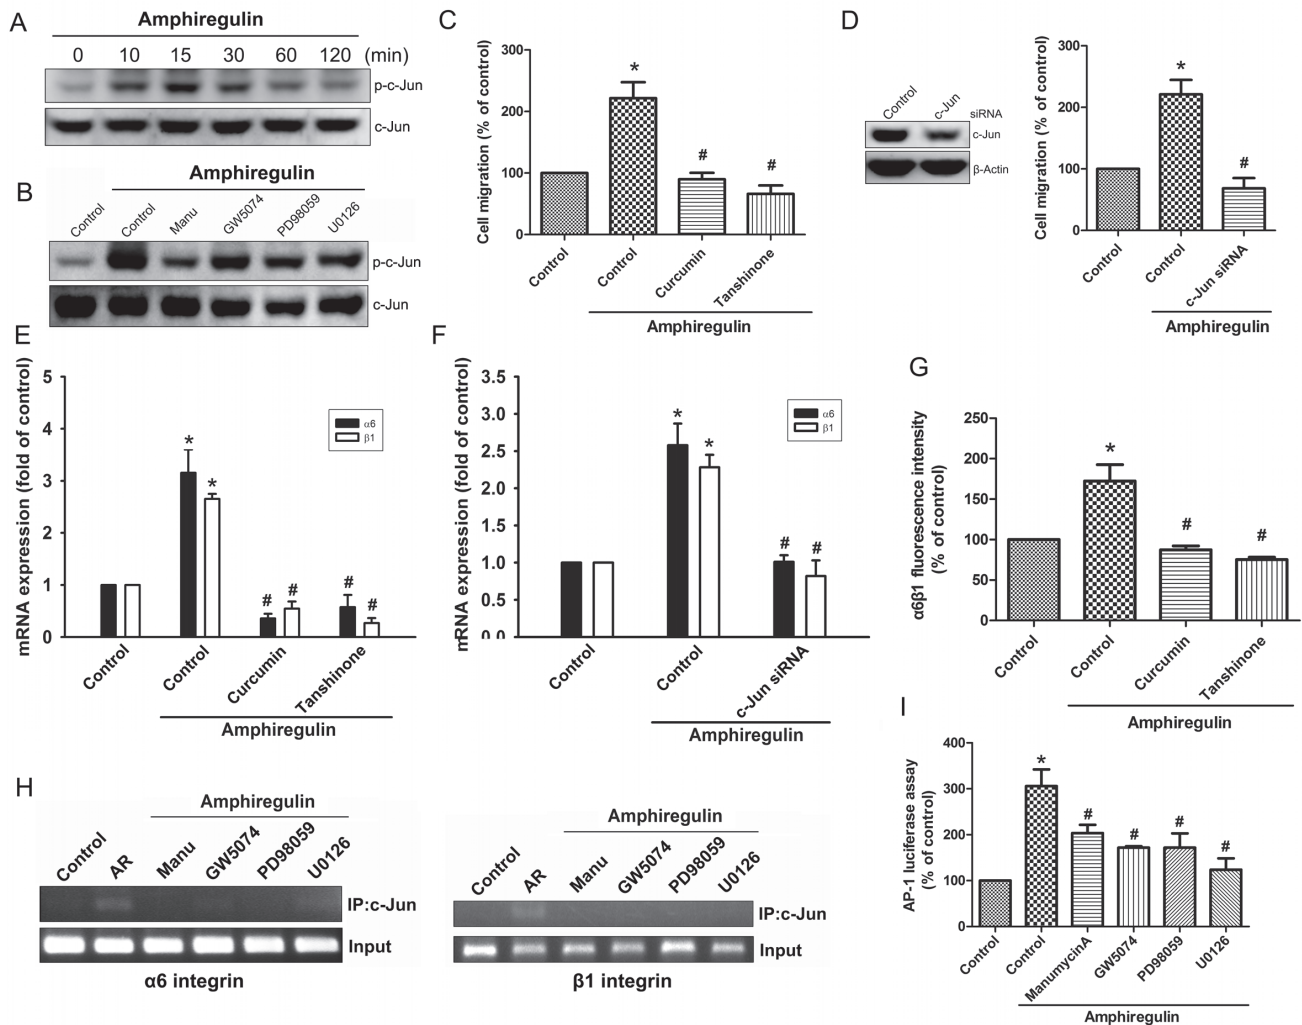 A
Amphiregulin
0 10 15 30 60 120 (min)
p-c-Jun
c-Jun
B
Amphiregulin
Control Control Manu GW5074 PD98059 U0126
p-c-Jun
c-Jun
C
Cell migration (% of control)
300
200
100
0
*
#
#
Control Control Curcumin Tanshinone
Amphiregulin
D
Control c-Jun siRNA
c-Jun
β-Actin
Cell migration (% of control)
300
200
100
0
*
#
Control Control c-Jun siRNA
Amphiregulin
E
mRNA expression (fold of control)
5
4
3
2
1
0
α6
β1
* *
# #
# #
Control Control Curcumin Tanshinone
Amphiregulin
F
mRNA expression (fold of control)
3.5
3.0
2.5
2.0
1.5
1.0
0.5
0.0
α6
β1
* *
# #
Control Control c-Jun siRNA
Amphiregulin
G
α6β1 fluorescence intensity
(% of control)
250
200
150
100
50
0
*
#
#
Control Control Curcumin Tanshinone
Amphiregulin
H
Amphiregulin
Control AR Manu GW5074 PD98059 U0126
IP:c-Jun
Input
α6 integrin
Amphiregulin
Control AR Manu GW5074 PD98059 U0126
IP:c-Jun
Input
β1 integrin
I
AP-1 luciferase assay
(% of control)
400
300
200
100
0
*
#
#
#
#
Control Control ManumycinA GW5074 PD98059 U0126
Amphiregulin